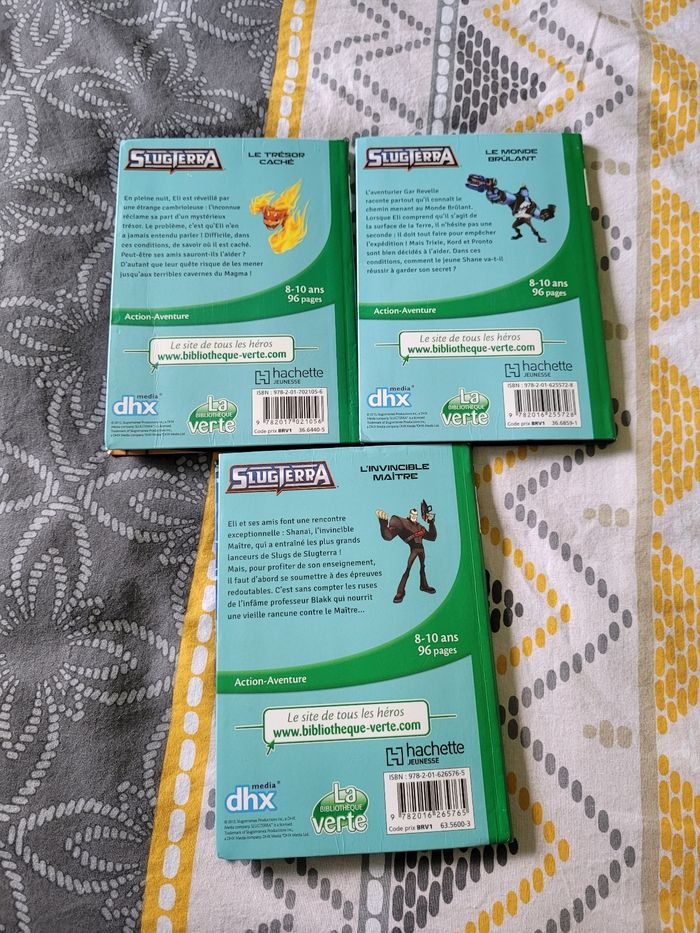 SLUGTERRA
LE TRÉSOR
CACHÉ
En pleine nuit, Eli est réveillé par
une étrange cambrioleuse : l'inconnue
réclame sa part d'un mystérieux
trésor. Le problème, c'est qu'Eli n'en
a jamais entendu parler ! Difficile, dans
ces conditions, de savoir où il est caché.
Peut-être ses amis sauront-ils l'aider ?
D'autant que leur quête risque de les mener
jusqu'aux terribles cavernes du Magma !
8-10 ans
96 pages
Action-Aventure
Le site de tous les héros
www.bibliotheque-verte.com
hachette
JEUNESSE
media
dhx
La
BIBLIOTHÈQUE
verte
ISBN : 978-2-01-702105-6
9 782017 021056
Code prix BRV1 36.6440-5
SLUGTERRA
LE MONDE
BRÛLANT
L'aventurier Gar Revelle
raconte partout qu'il connaît le
chemin menant au Monde Brûlant.
Lorsque Eli comprend qu'il s'agit de
la surface de la Terre, il n'hésite pas une
seconde : il doit tout faire pour empêcher
l'expédition ! Mais Trixie, Kord et Pronto
sont bien décidés à l'aider. Dans ces
conditions, comment le jeune Shane va-t-il
réussir à garder son secret ?
8-10 ans
96 pages
Action-Aventure
Le site de tous les héros
www.bibliotheque-verte.com
hachette
JEUNESSE
media
dhx
La
BIBLIOTHÈQUE
verte
ISBN : 978-2-01-625572-8
9 782016 255728
Code prix BRV1 36.6859-1
SLUGTERRA
L'INVINCIBLE
MAÎTRE
Eli et ses amis font une rencontre
exceptionnelle : Shanaï, l'invincible
Maître, qui a entraîné les plus grands
lanceurs de Slugs de Slugterra !
Mais, pour profiter de son enseignement,
il faut d'abord se soumettre à des épreuves
redoutables. C'est sans compter les ruses
de l'infâme professeur Blakk qui nourrit
une vieille rancune contre le Maître...
8-10 ans
96 pages
Action-Aventure
Le site de tous les héros
www.bibliotheque-verte.com
hachette
JEUNESSE
media
dhx
La
BIBLIOTHÈQUE
verte
ISBN : 978-2-01-626576-5
9 782016 265765
Code prix BRV1 63.5600-3